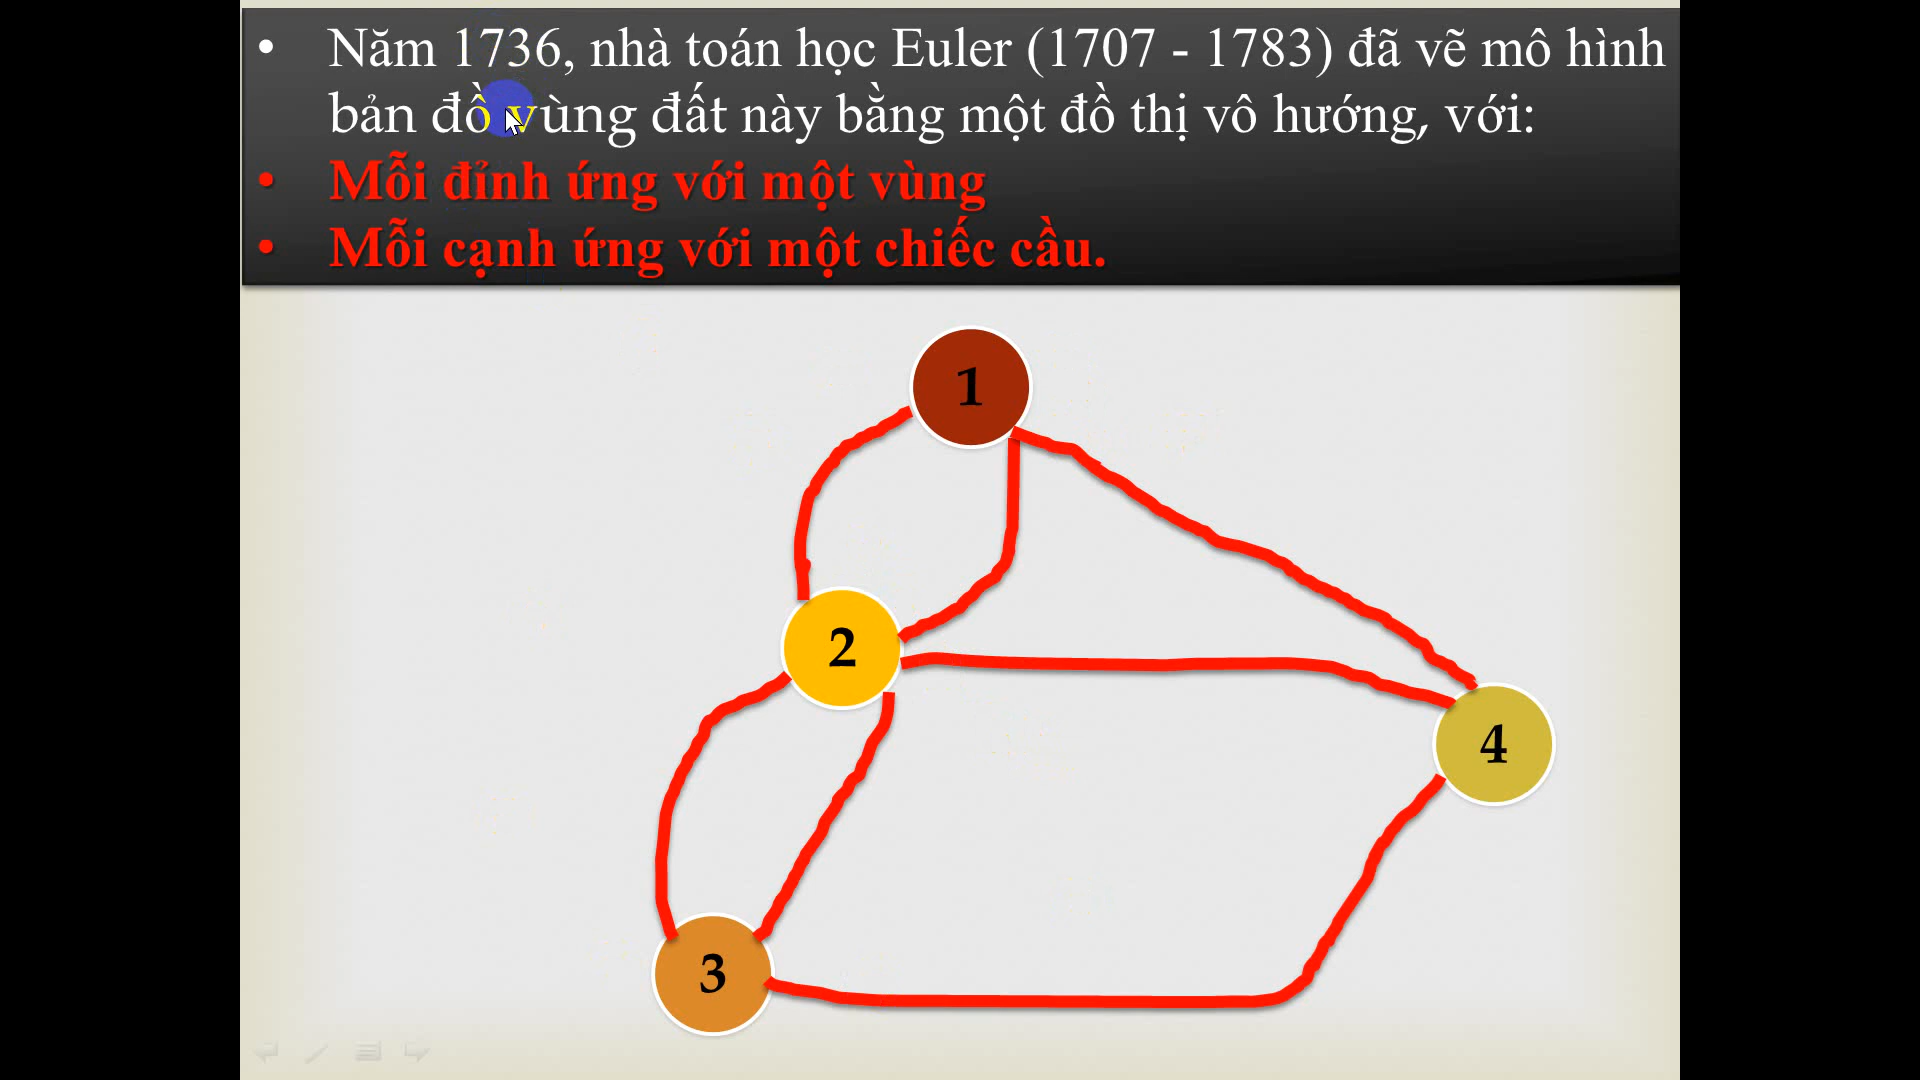 • Năm 1736, nhà toán học Euler (1707 - 1783) đã vẽ mô hình
bản đồ vùng đất này bằng một đồ thị vô hướng, với:
• Mỗi đỉnh ứng với một vùng
• Mỗi cạnh ứng với một chiếc cầu.
1
2
4
3